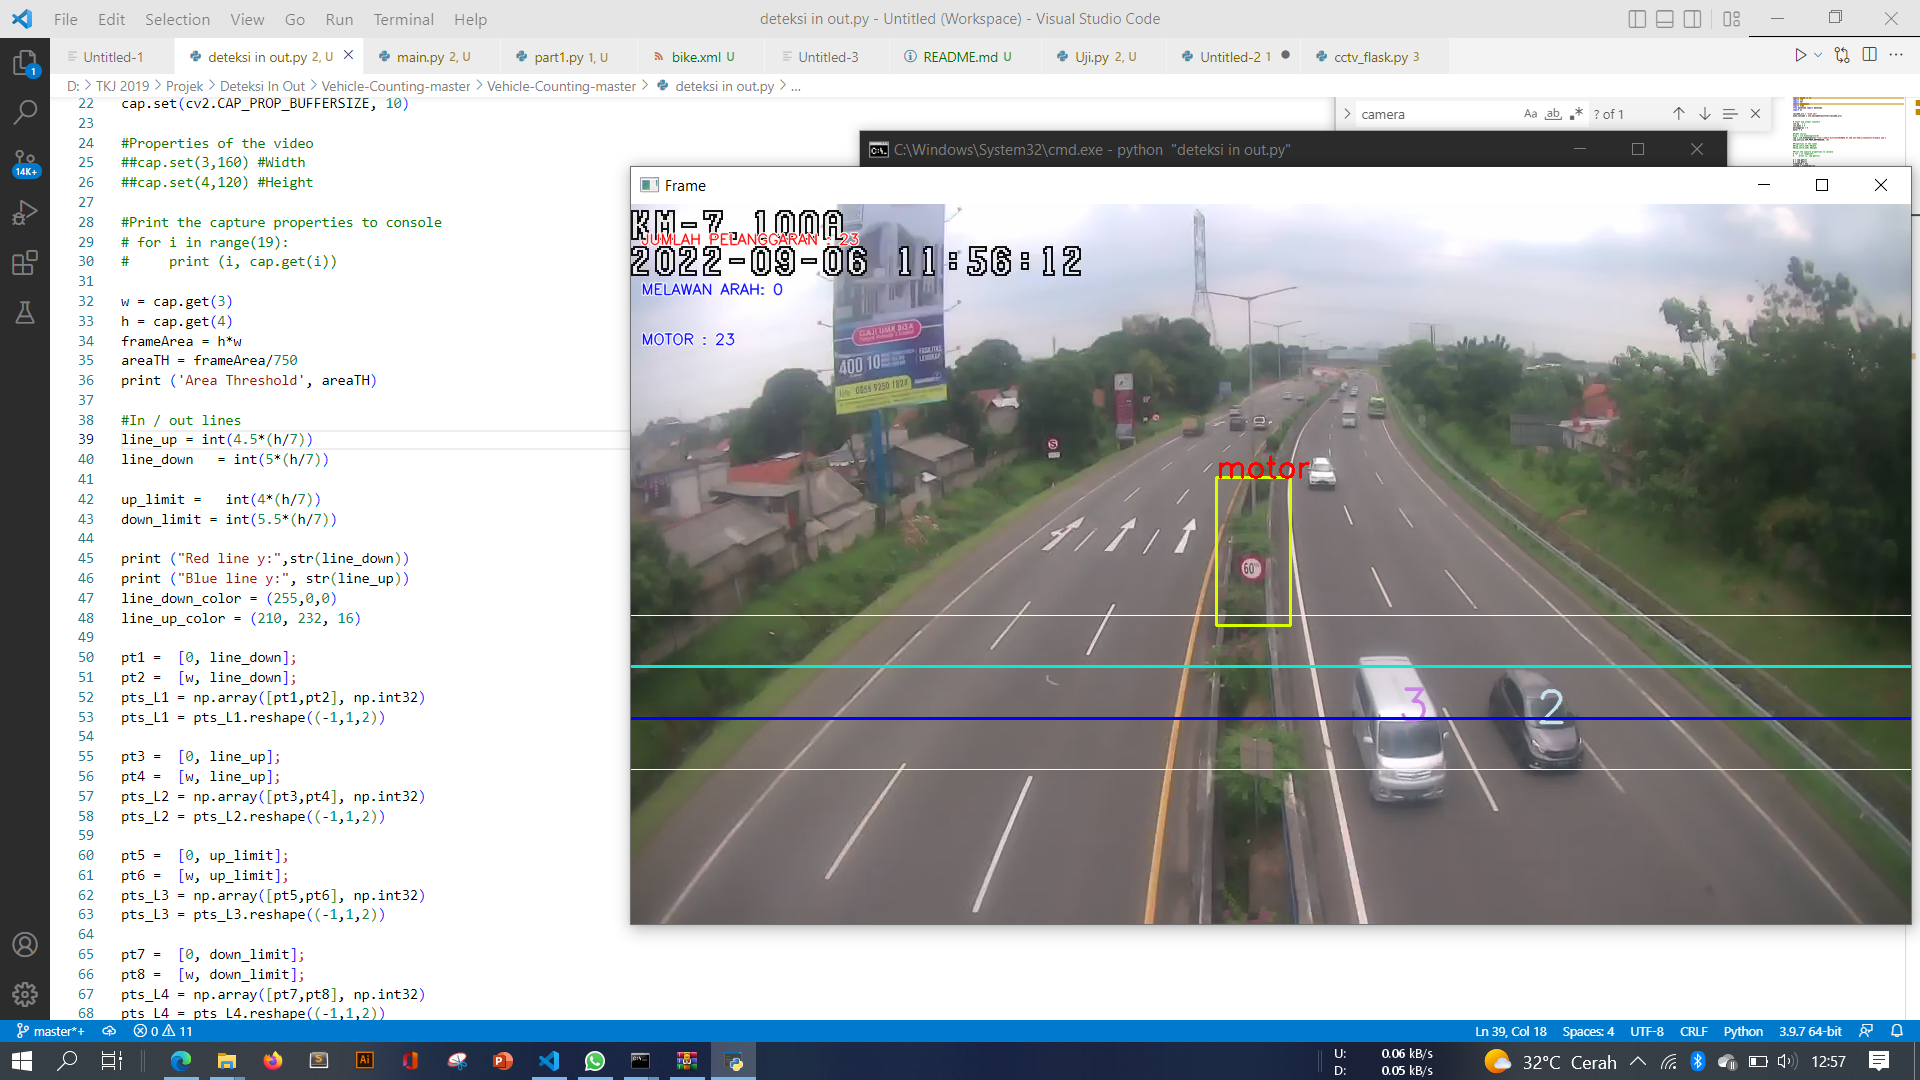 File Edit Selection View Go Run Terminal Help
deteksi in out.py - Untitled (Workspace) - Visual Studio Code
Untitled-1
deteksi in out.py 2, U
main.py 2, U
part1.py 1, U
bike.xml U
Untitled-3
README.md U
Uji.py 2, U
Untitled-2 1
cctv_flask.py 3
D: > TKJ 2019 > Projek > Deteksi In Out > Vehicle-Counting-master > Vehicle-Counting-master > deteksi in out.py > ...
camera
Aa ab, .* ? of 1
22 cap.set(cv2.CAP_PROP_BUFFERSIZE, 10)
23
24 #Properties of the video
25 ##cap.set(3,160) #Width
26 ##cap.set(4,120) #Height
27
28 #Print the capture properties to console
29 # for i in range(19):
30 #     print (i, cap.get(i))
31
32 w = cap.get(3)
33 h = cap.get(4)
34 frameArea = h*w
35 areaTH = frameArea/750
36 print ('Area Threshold', areaTH)
37
38 #In / out lines
39 line_up = int(4.5*(h/7))
40 line_down   = int(5*(h/7))
41
42 up_limit =   int(4*(h/7))
43 down_limit = int(5.5*(h/7))
44
45 print ("Red line y:",str(line_down))
46 print ("Blue line y:", str(line_up))
47 line_down_color = (255,0,0)
48 line_up_color = (210, 232, 16)
49
50 pt1 =  [0, line_down];
51 pt2 =  [w, line_down];
52 pts_L1 = np.array([pt1,pt2], np.int32)
53 pts_L1 = pts_L1.reshape((-1,1,2))
54
55 pt3 =  [0, line_up];
56 pt4 =  [w, line_up];
57 pts_L2 = np.array([pt3,pt4], np.int32)
58 pts_L2 = pts_L2.reshape((-1,1,2))
59
60 pt5 =  [0, up_limit];
61 pt6 =  [w, up_limit];
62 pts_L3 = np.array([pt5,pt6], np.int32)
63 pts_L3 = pts_L3.reshape((-1,1,2))
64
65 pt7 =  [0, down_limit];
66 pt8 =  [w, down_limit];
67 pts_L4 = np.array([pt7,pt8], np.int32)
68 pts_L4 = pts_L4.reshape((-1,1,2))
C:\Windows\System32\cmd.exe - python  "deteksi in out.py"
Frame
KM-7.100A
JUMLAH PELANGGARAN : 23
2022-09-06 11:56:12
MELAWAN ARAH: 0
MOTOR : 23
400 10
0855 9250 1824
S
motor
60
3
2
1
14K+
master*+
0 11
Ln 39, Col 18
Spaces: 4
UTF-8
CRLF
Python
3.9.7 64-bit
U: 0.06 kB/s
D: 0.05 kB/s
32°C Cerah
12:57